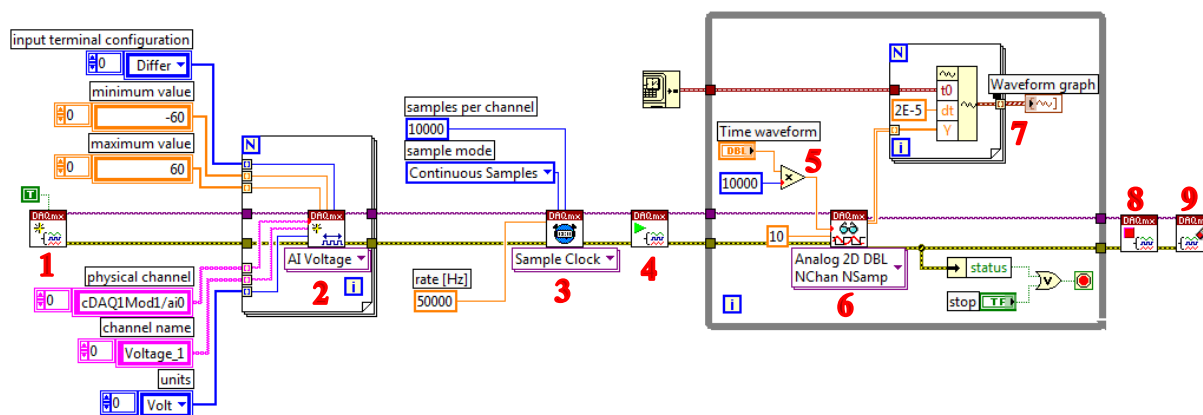 input terminal configuration
0 Differ
minimum value
0 -60
maximum value
0 60
T
DAQmx
1
physical channel
0 cDAQ1Mod1/ai0
channel name
0 Voltage_1
units
0 Volt
N
DAQmx
AI Voltage
2
i
samples per channel
10000
sample mode
Continuous Samples
DAQmx
Sample Clock
3
rate [Hz]
50000
DAQmx
4
Time waveform
DBL
10000
5
10
DAQmx
Analog 2D DBL
NChan NSamp
6
N
t0
2E-5 dt
Y
i
Waveform graph
7
status
stop TF
i
8
DAQmx
9
DAQmx